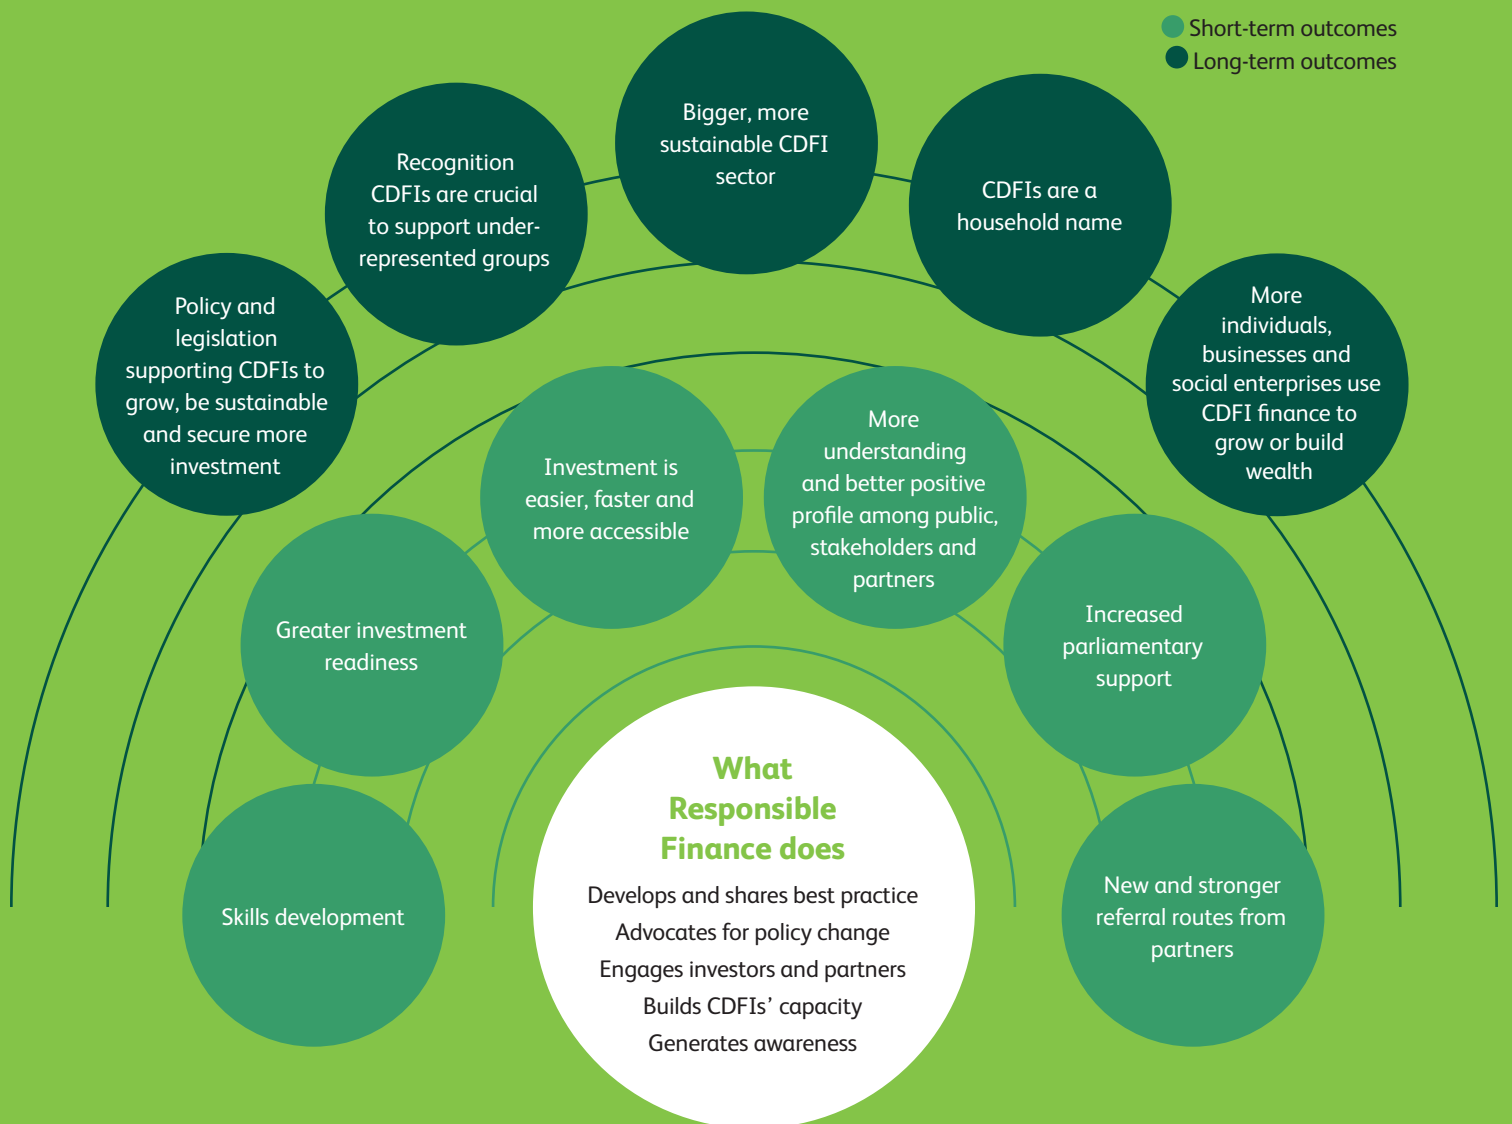 Short-term outcomes
Long-term outcomes
Bigger, more
sustainable CDFI
sector
Recognition
CDFIs are crucial
to support under-
represented groups
CDFIs are a
household name
Policy and
legislation
supporting CDFIs to
grow, be sustainable
and secure more
investment
More
individuals,
businesses and
social enterprises use
CDFI finance to
grow or build
wealth
Investment is
easier, faster and
more accessible
More
understanding
and better positive
profile among public,
stakeholders and
partners
Greater investment
readiness
Increased
parliamentary
support
Skills development
What
Responsible
Finance does
Develops and shares best practice
Advocates for policy change
Engages investors and partners
Builds CDFIs’ capacity
Generates awareness
New and stronger
referral routes from
partners